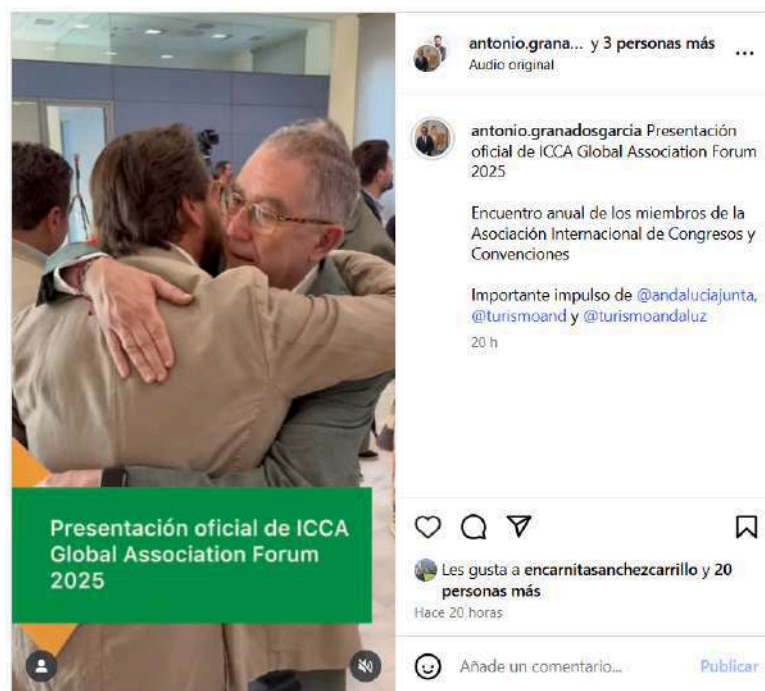 antonio.grana... y 3 personas más
Audio original
antonio.granadosgarcia Presentación
oficial de ICCA Global Association Forum
2025
Encuentro anual de los miembros de la
Asociación Internacional de Congresos y
Convenciones
Importante impulso de @andaluciajunta,
@turismoand y @turismoandaluz
20 h
Presentación oficial de ICCA
Global Association Forum
2025
Les gusta a encarnitasanchezcarrillo y 20
personas más
Hace 20 horas
Añade un comentario...
Publicar